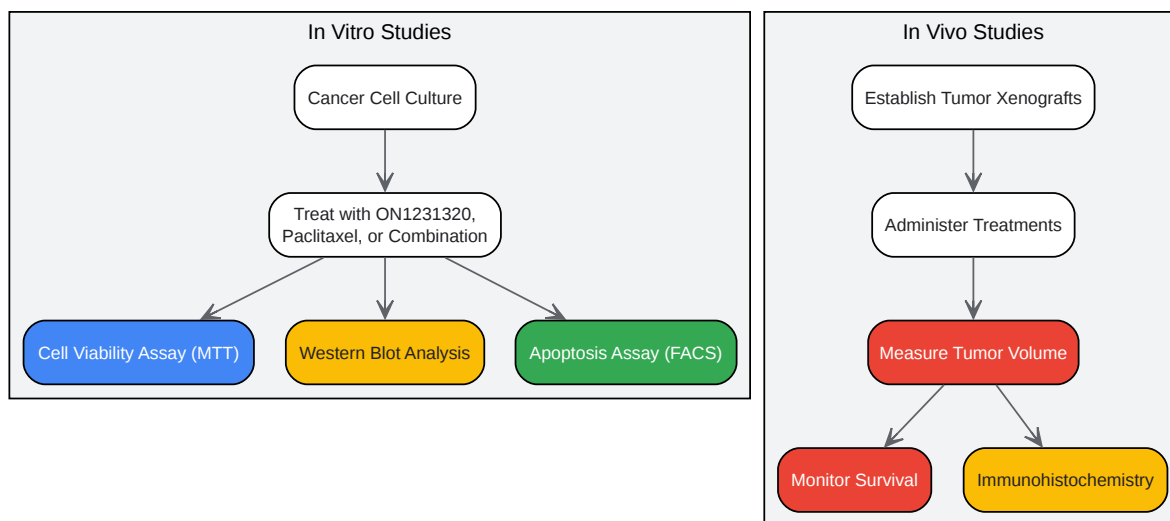 In Vitro Studies
Cancer Cell Culture
Treat with ON1231320,
Paclitaxel, or Combination
Cell Viability Assay (MTT)
Western Blot Analysis
Apoptosis Assay (FACS)
In Vivo Studies
Establish Tumor Xenografts
Administer Treatments
Measure Tumor Volume
Monitor Survival
Immunohistochemistry